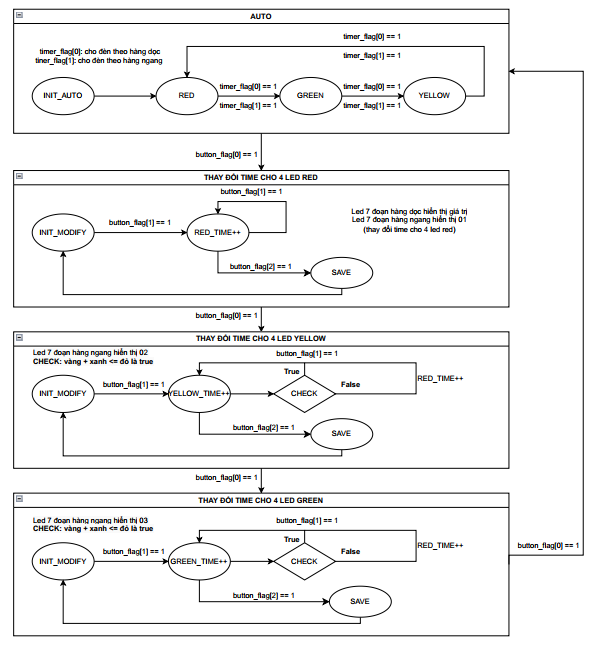 AUTO
timer_flag[0] == 1
timer_flag[1] == 1
timer_flag[0]: cho đèn theo hàng dọc
tiner_flag[1]: cho đèn theo hàng ngang
INIT_AUTO
RED
timer_flag[0] == 1
timer_flag[1] == 1
GREEN
timer_flag[0] == 1
timer_flag[1] == 1
YELLOW
button_flag[0] == 1
THAY ĐỔI TIME CHO 4 LED RED
button_flag[1] == 1
Led 7 đoạn hàng dọc hiển thị giá trị
Led 7 đoạn hàng ngang hiển thị 01
(thay đổi time cho 4 led red)
INIT_MODIFY
button_flag[1] == 1
RED_TIME++
button_flag[2] == 1
SAVE
button_flag[0] == 1
THAY ĐỔI TIME CHO 4 LED YELLOW
Led 7 đoạn hàng ngang hiển thị 02
CHECK: vàng + xanh <= đỏ là true
button_flag[1] == 1
True
False
RED_TIME++
INIT_MODIFY
button_flag[1] == 1
YELLOW_TIME++
CHECK
button_flag[2] == 1
SAVE
button_flag[0] == 1
THAY ĐỔI TIME CHO 4 LED GREEN
Led 7 đoạn hàng ngang hiển thị 03
CHECK: vàng + xanh <= đỏ là true
button_flag[1] == 1
True
False
RED_TIME++
button_flag[0] == 1
INIT_MODIFY
button_flag[1] == 1
GREEN_TIME++
CHECK
button_flag[2] == 1
SAVE